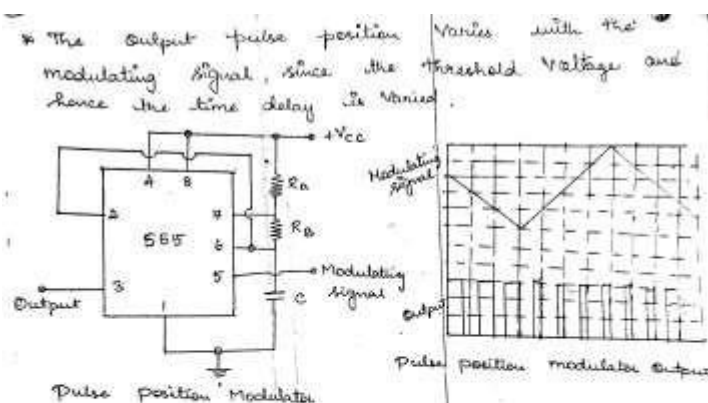 * The output pulse position varies with the
modulating signal, since the threshold voltage and
hence the time delay is varied.
+Vcc
4 8
RA
2
7
RB
555
6
5
Modulating
signal
3
C
Output
1
Pulse position Modulator
Modulating
signal
Output
Pulse position modulator output